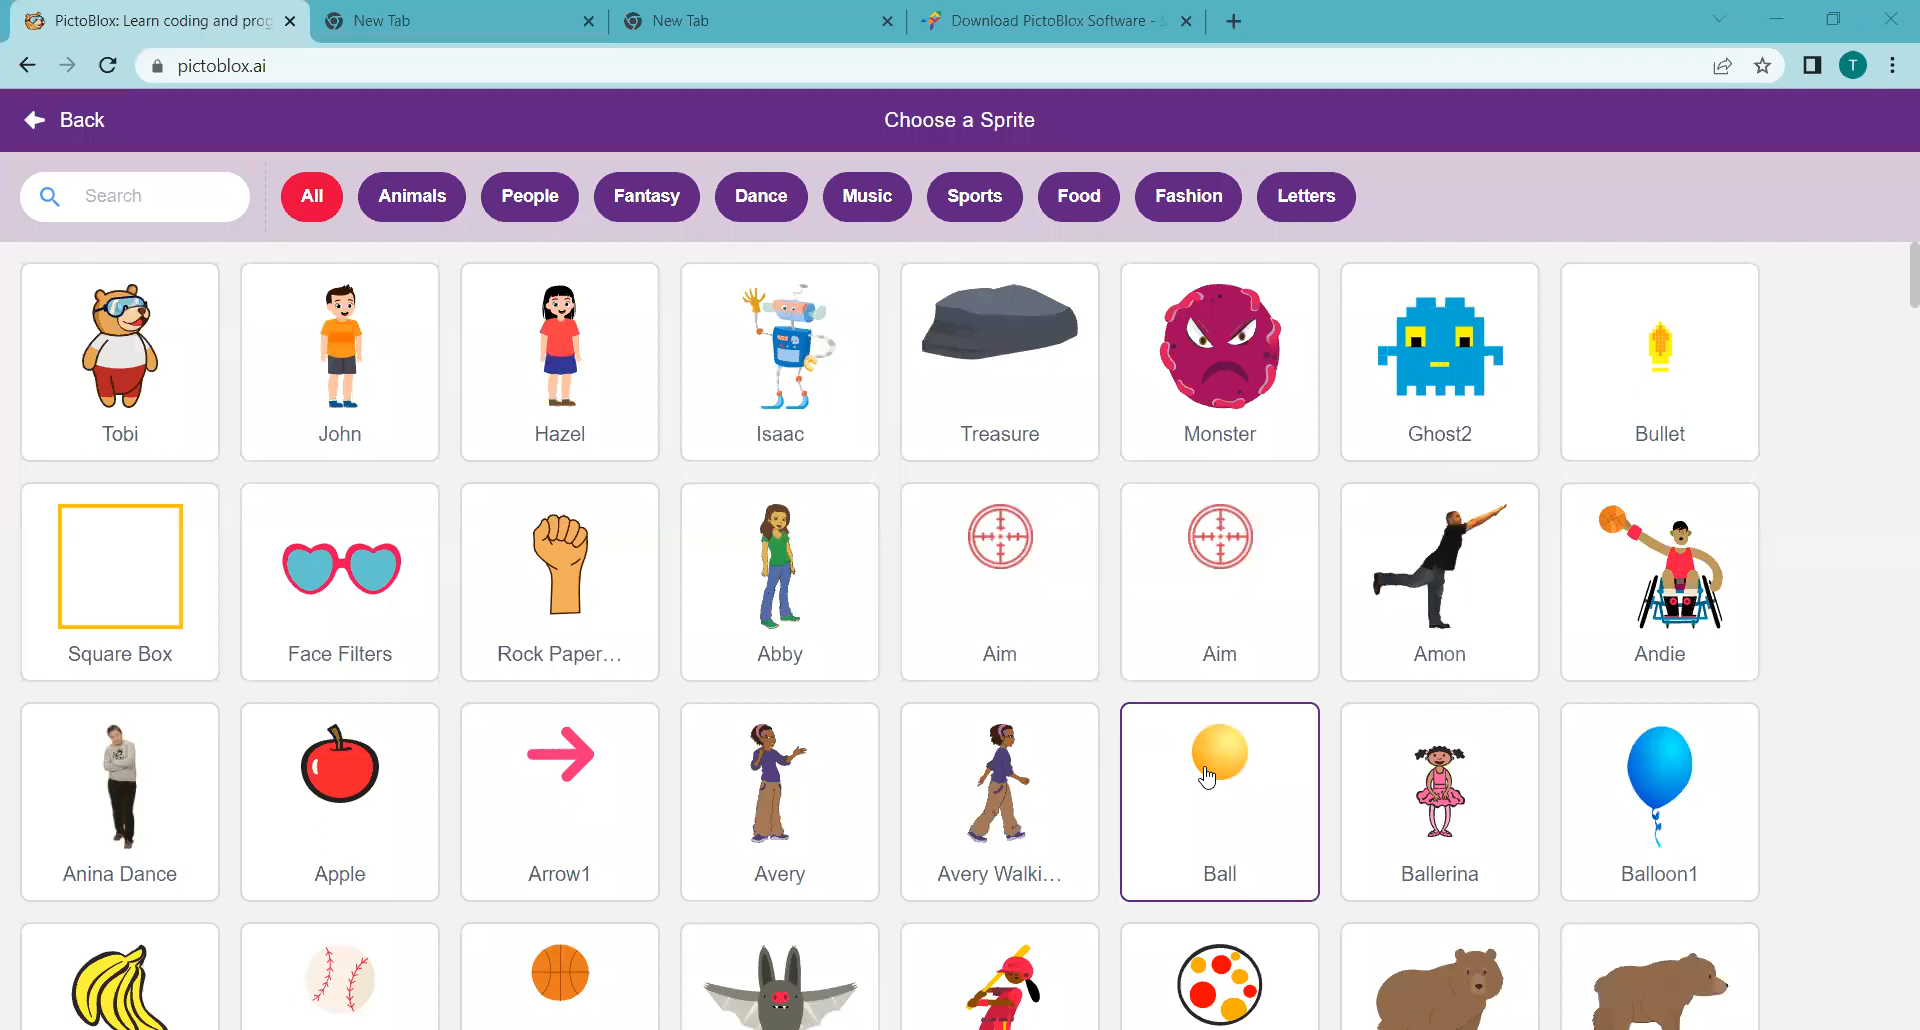 PictoBlox: Learn coding and prog
New Tab
New Tab
Download PictoBlox Software -
pictoblox.ai
T
Back
Choose a Sprite
Search
All
Animals
People
Fantasy
Dance
Music
Sports
Food
Fashion
Letters
Tobi
John
Hazel
Isaac
Treasure
Monster
Ghost2
Bullet
Square Box
Face Filters
Rock Paper...
Abby
Aim
Aim
Amon
Andie
Anina Dance
Apple
Arrow1
Avery
Avery Walki...
Ball
Ballerina
Balloon1